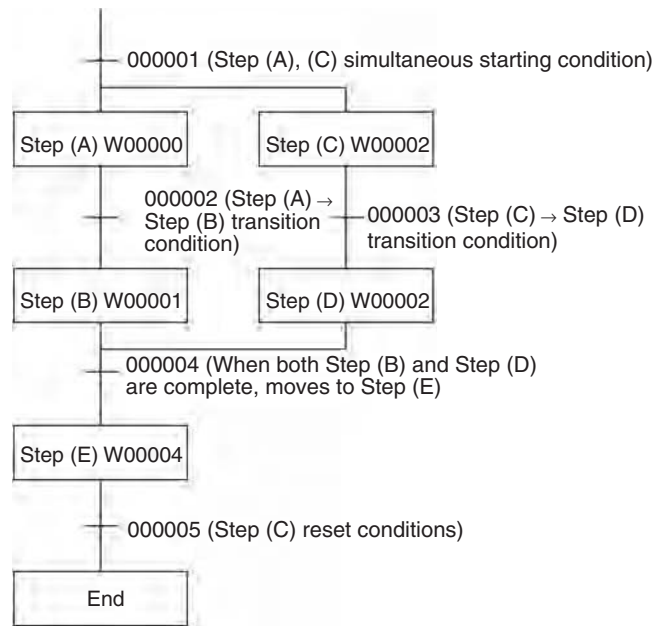 000001 (Step (A), (C) simultaneous starting condition)
Step (A) W00000
Step (C) W00002
000002 (Step (A) →
Step (B) transition
condition)
000003 (Step (C) → Step (D)
transition condition)
Step (B) W00001
Step (D) W00002
000004 (When both Step (B) and Step (D)
are complete, moves to Step (E)
Step (E) W00004
000005 (Step (C) reset conditions)
End